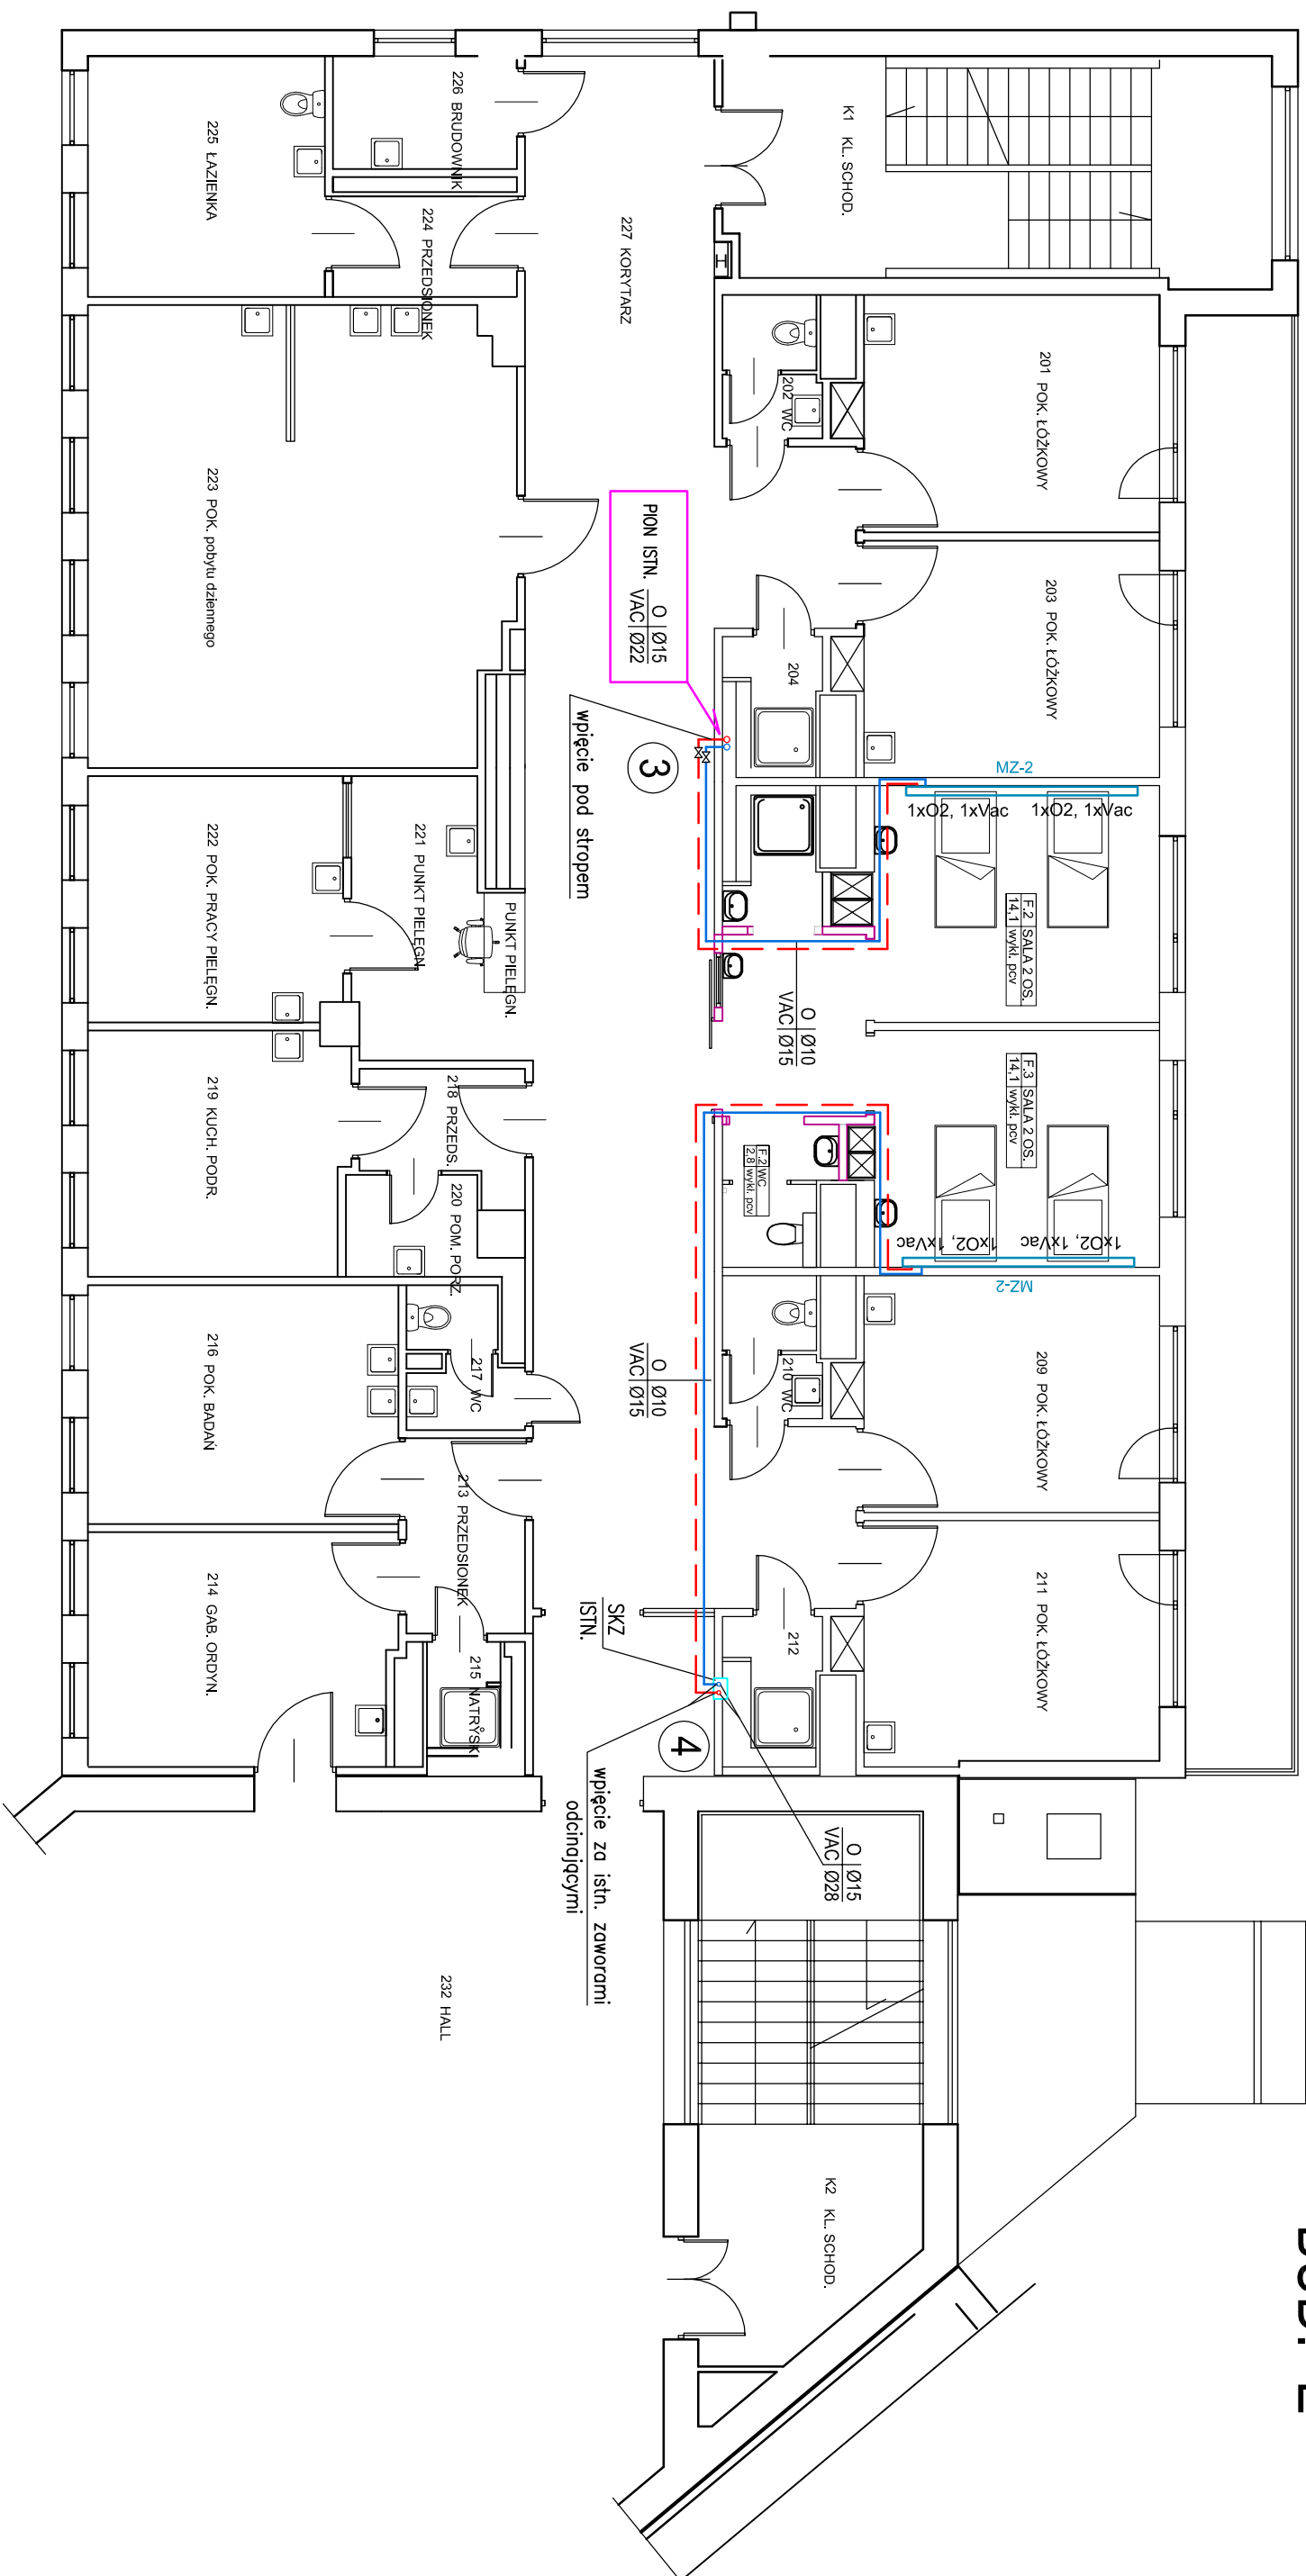 K1 KL. SCHOD.
201 POK. ŁÓŻKOWY
202 WC
203 POK. ŁÓŻKOWY
204
226 BRUDOWNIK
225 ŁAZIENKA
224 PRZEDSIONEK
227 KORYTARZ
223 POK. pobytu dziennego
PION ISTN.
O Ø15
VAC Ø22
wpięcie pod stropem
3
MZ-2
1xO2, 1xVac
1xO2, 1xVac
F.2 SALA 2 OS.
14,1 wykł. pcv
O Ø10
VAC Ø15
F.3 SALA 2 OS.
14,1 wykł. pcv
1xO2, 1xVac
1xO2, 1xVac
MZ-2
F.2 WC
2,8 wykł. pcv
222 POK. PRACY PIELĘGN.
221 PUNKT PIELĘGN.
PUNKT PIELĘGN.
219 KUCH. PODR.
218 PRZEDS.
220 POM. PORZ.
216 POK. BADAŃ
217 WC
213 PRZEDSIONEK
214 GAB. ORDYN.
215 NATRYSK
O Ø10
VAC Ø15
209 POK. ŁÓŻKOWY
210 WC
211 POK. ŁÓŻKOWY
212
SKZ
ISTN.
4
wpięcie za istn. zaworami
odcinającymi
O Ø15
VAC Ø28
232 HALL
K2 KL. SCHOD.